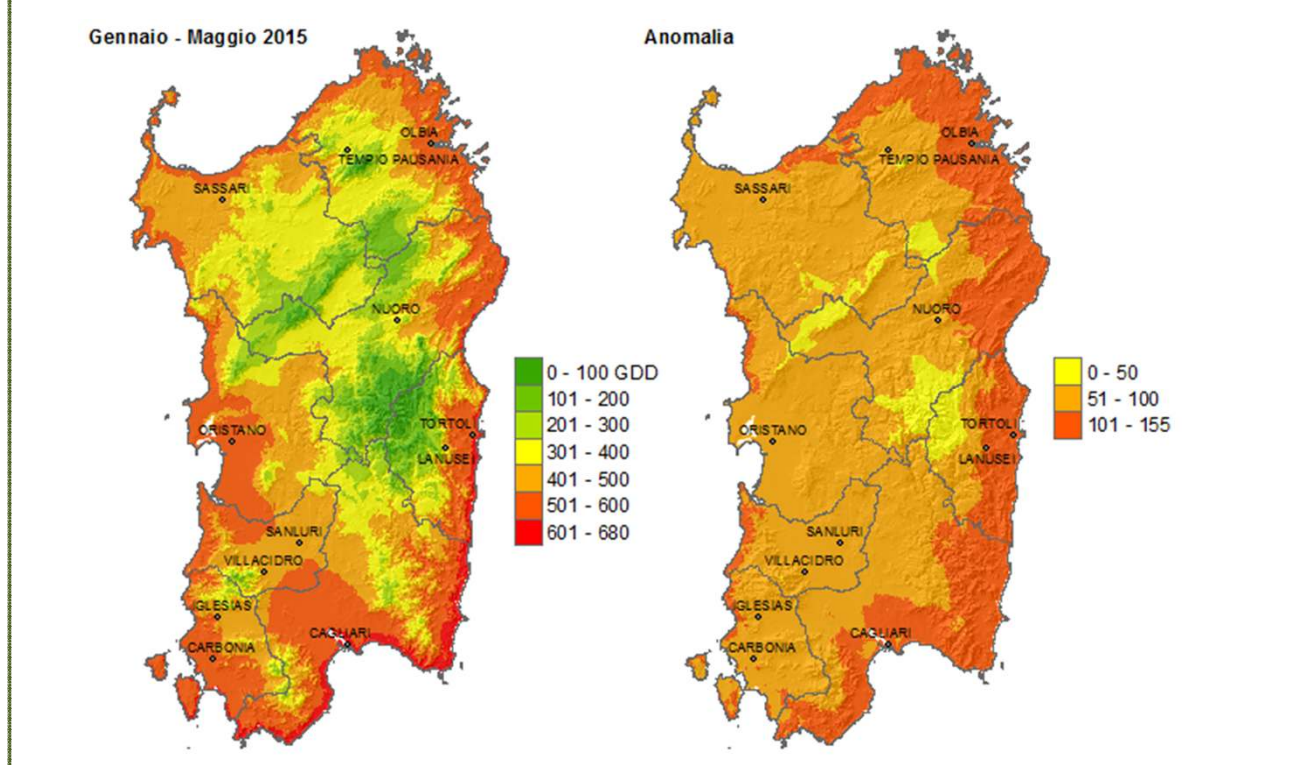 Gennaio - Maggio 2015
OLBIA
TEMPIO PAUSANIA
SASSARI
NUORO
ORISTANO
TORTOLI
LANUSEI
SANLURI
VILLACIDRO
IGLESIAS
CARBONIA
CAGLIARI
0 - 100 GDD
101 - 200
201 - 300
301 - 400
401 - 500
501 - 600
601 - 680
Anomalia
OLBIA
TEMPIO PAUSANIA
SASSARI
NUORO
ORISTANO
TORTOLI
LANUSEI
SANLURI
VILLACIDRO
IGLESIAS
CARBONIA
CAGLIARI
0 - 50
51 - 100
101 - 155